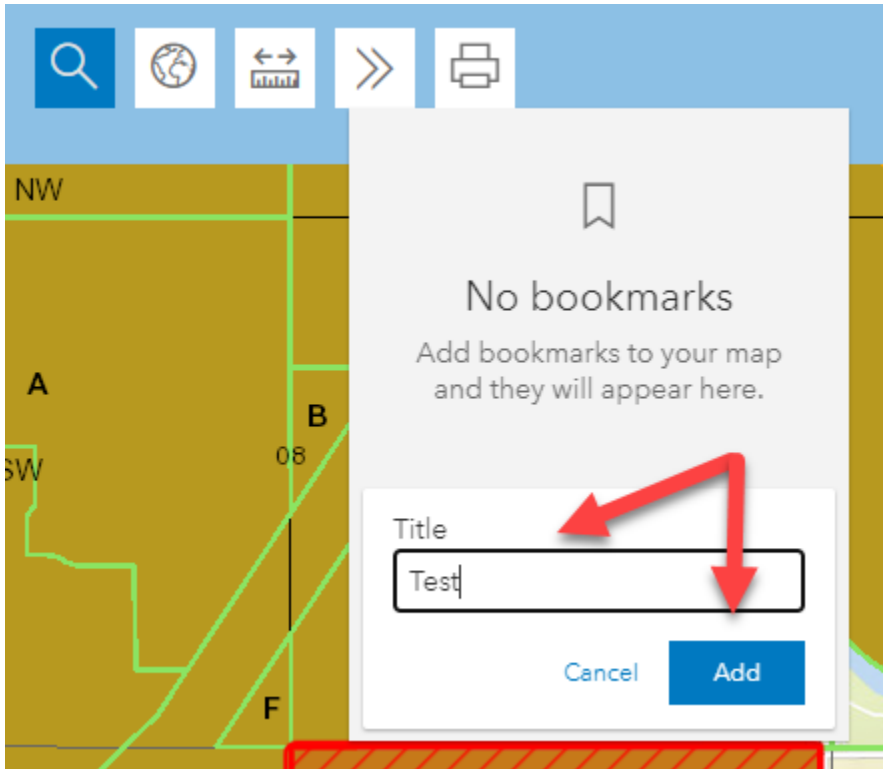 NW
No bookmarks
Add bookmarks to your map
and they will appear here.
A
B
08
SW
Title
Test
Cancel
Add
F